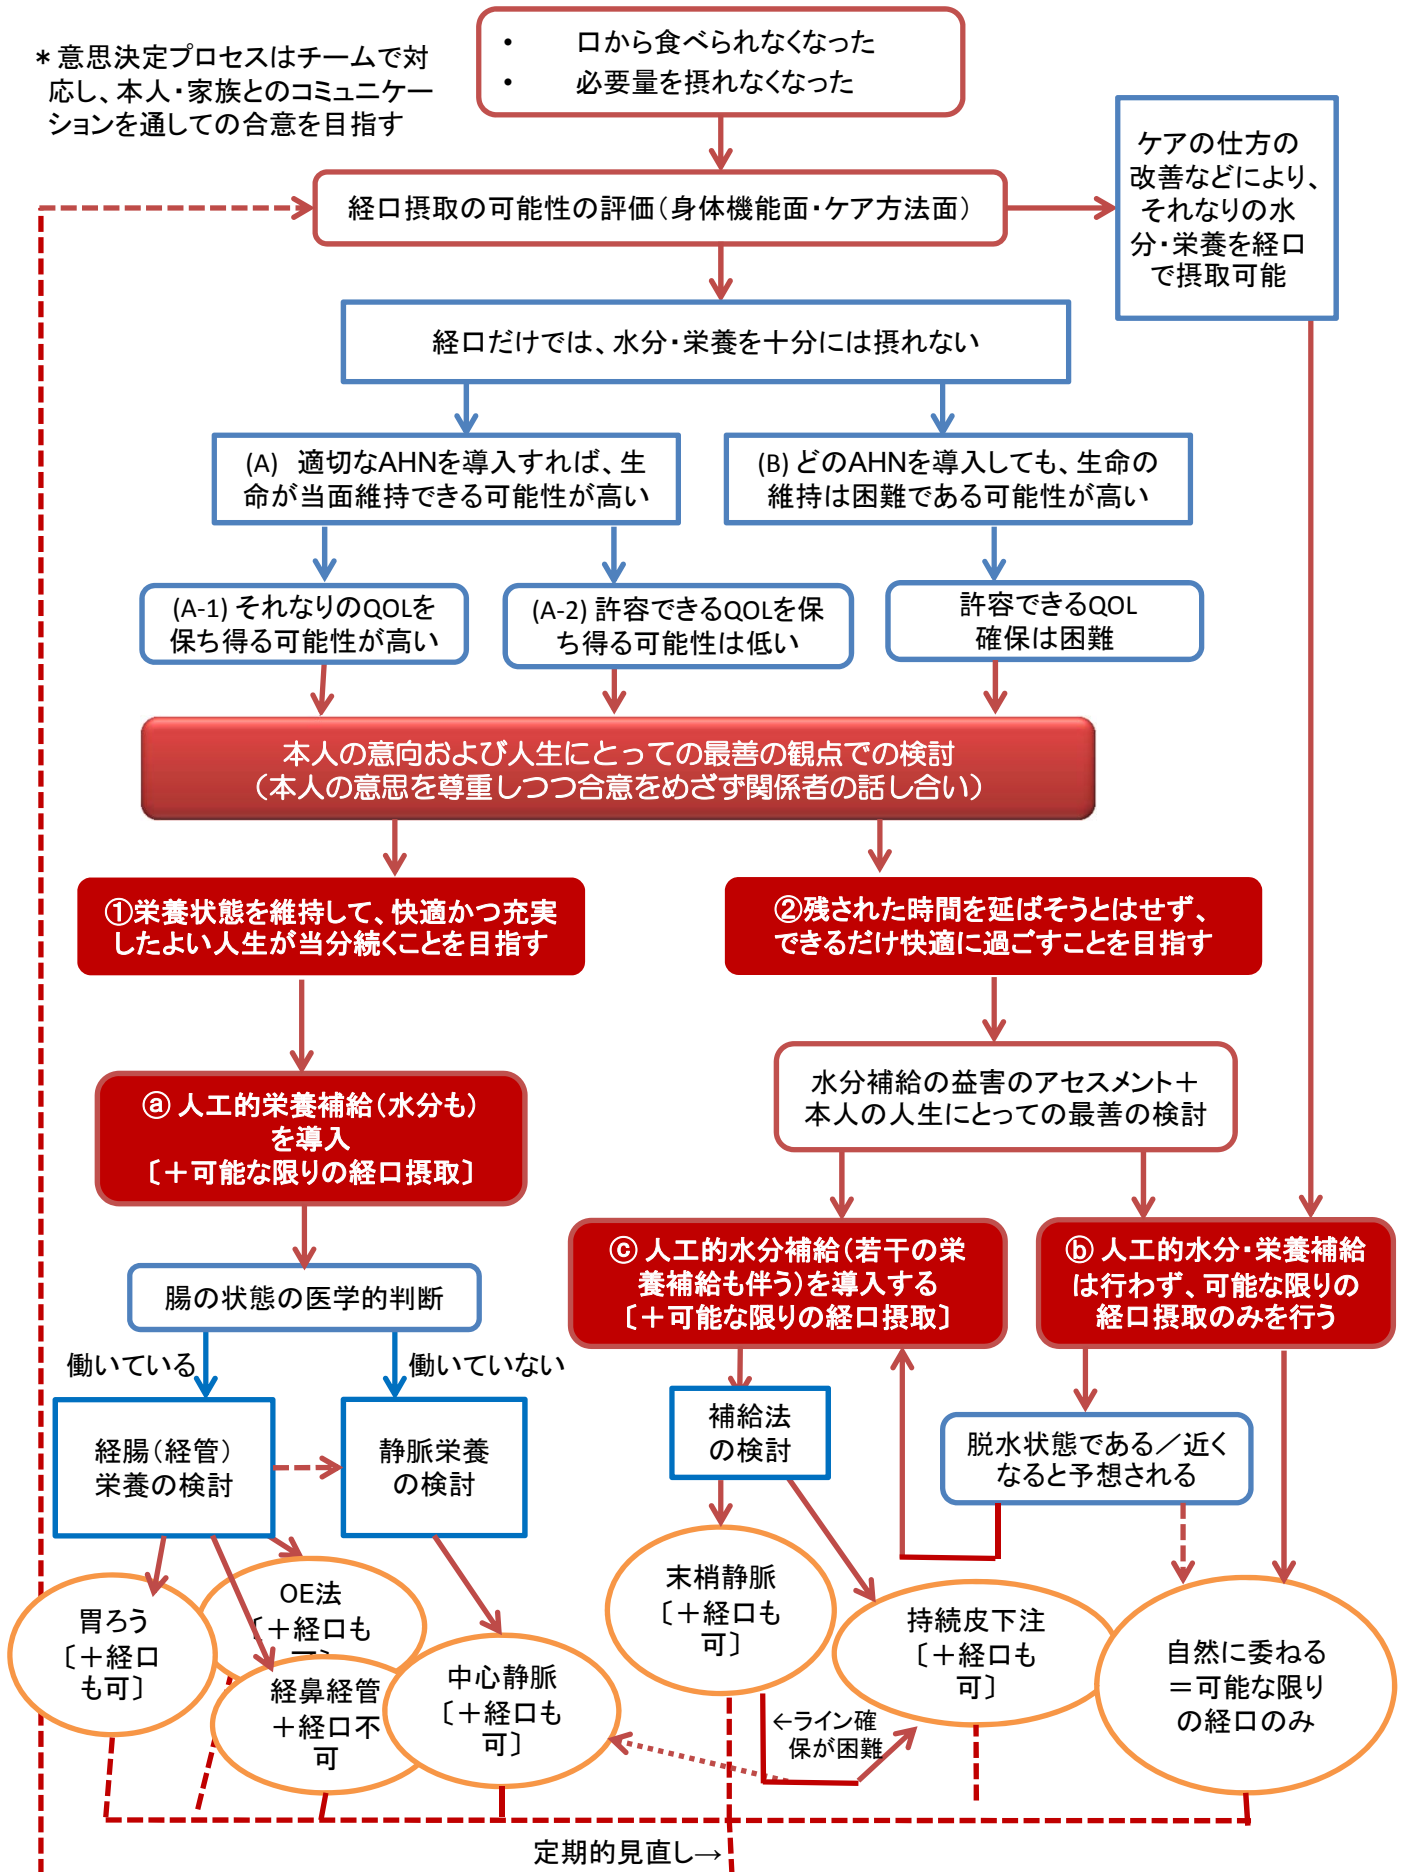 • 口から食べられなくなった
• 必要量を摂れなくなった
＊意思決定プロセスはチームで対
応し、本人・家族とのコミュニケー
ションを通しての合意を目指す
経口摂取の可能性の評価（身体機能面・ケア方法面）
ケアの仕方の
改善などにより、
それなりの水
分・栄養を経口
で摂取可能
経口だけでは、水分・栄養を十分には摂れない
(A) 適切なAHNを導入すれば、生
命が当面維持できる可能性が高い
(B) どのAHNを導入しても、生命の
維持は困難である可能性が高い
(A-1) それなりのQOLを
保ち得る可能性が高い
(A-2) 許容できるQOLを保
ち得る可能性は低い
許容できるQOL
確保は困難
本人の意向および人生にとっての最善の観点での検討
（本人の意思を尊重しつつ合意をめざず関係者の話し合い）
①栄養状態を維持して、快適かつ充実
したよい人生が当分続くことを目指す
②残された時間を延ばそうとはせず、
できるだけ快適に過ごすことを目指す
水分補給の益害のアセスメント＋
本人の人生にとっての最善の検討
ⓐ 人工的栄養補給（水分も）
を導入
〔＋可能な限りの経口摂取〕
ⓒ 人工的水分補給（若干の栄
養補給も伴う）を導入する
〔＋可能な限りの経口摂取〕
ⓑ 人工的水分・栄養補給
は行わず、可能な限りの
経口摂取のみを行う
腸の状態の医学的判断
働いている
働いていない
経腸（経管）
栄養の検討
静脈栄養
の検討
補給法
の検討
脱水状態である／近く
なると予想される
胃ろう
〔＋経口
も可〕
OE法
〔＋経口も
経鼻経管
＋経口不
可
中心静脈
〔＋経口も
可〕
末梢静脈
〔＋経口も
可〕
持続皮下注
〔＋経口も
可〕
自然に委ねる
＝可能な限り
の経口のみ
←ライン確
保が困難
定期的見直し→